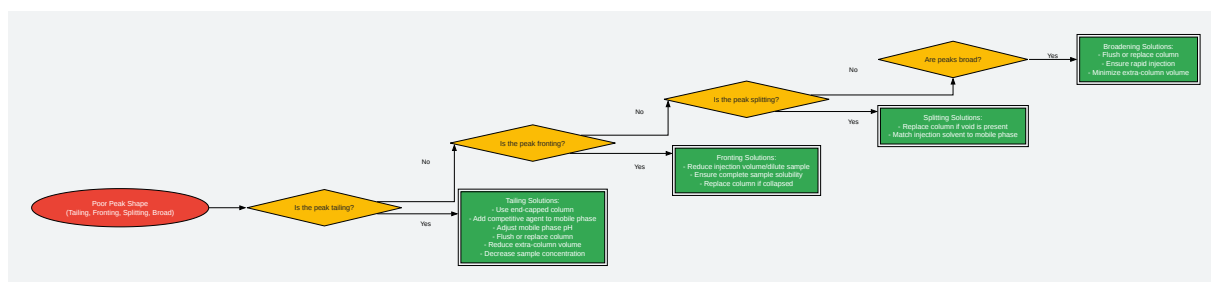 Poor Peak Shape
(Tailing, Fronting, Splitting, Broad)
Is the peak tailing?
No
Yes
Tailing Solutions:
- Use end-capped column
- Add competitive agent to mobile phase
- Adjust mobile phase pH
- Flush or replace column
- Reduce extra-column volume
- Decrease sample concentration
Is the peak fronting?
No
Yes
Fronting Solutions:
- Reduce injection volume/dilute sample
- Ensure complete sample solubility
- Replace column if collapsed
Is the peak splitting?
No
Yes
Splitting Solutions:
- Replace column if void is present
- Match injection solvent to mobile phase
Are peaks broad?
Yes
Broadening Solutions:
- Flush or replace column
- Ensure rapid injection
- Minimize extra-column volume